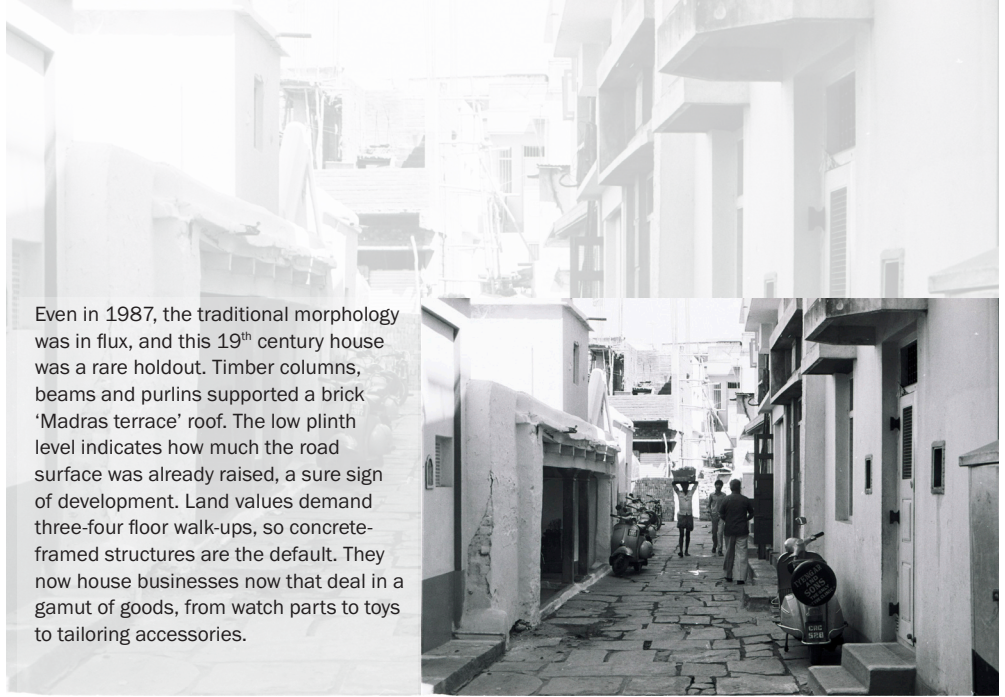 Even in 1987, the traditional morphology
was in flux, and this 19th century house
was a rare holdout. Timber columns,
beams and purlins supported a brick
‘Madras terrace’ roof. The low plinth
level indicates how much the road
surface was already raised, a sure sign
of development. Land values demand
three-four floor walk-ups, so concrete-
framed structures are the default. They
now house businesses now that deal in a
gamut of goods, from watch parts to toys
to tailoring accessories.
SONS